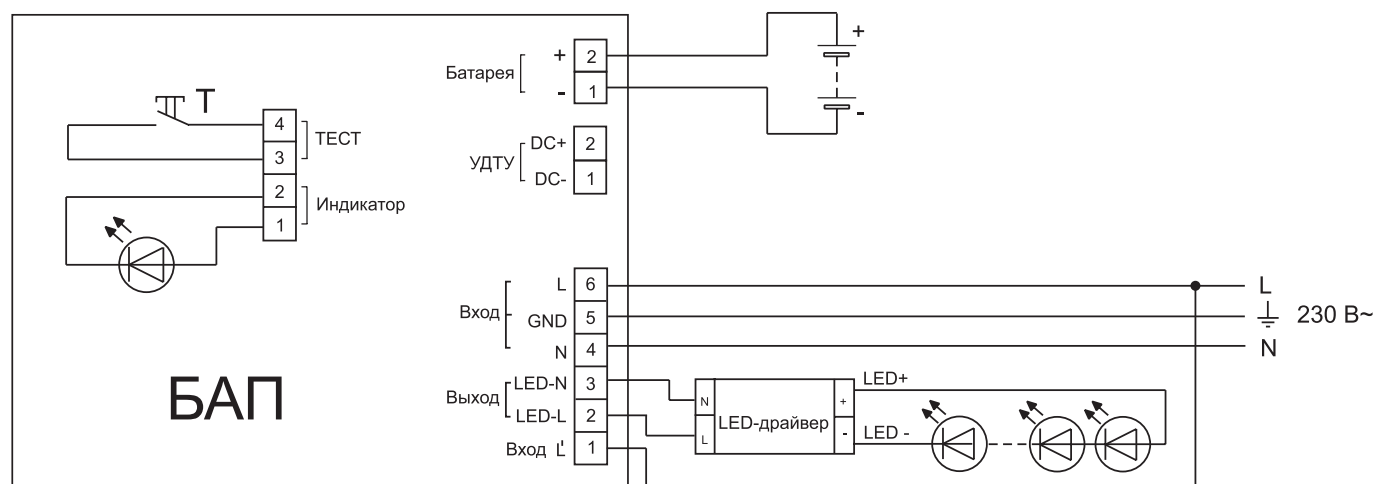 Т
4
ТЕСТ
3
2
Индикатор
1
Батарея
+ 2
- 1
+
-
УДТУ
DC+ 2
DC- 1
БАП
Вход
L 6
GND 5
N 4
Выход
LED-N 3
LED-L 2
Вход L' 1
L
230 В~
N
N
L
LED-драйвер
+
-
LED+
LED -